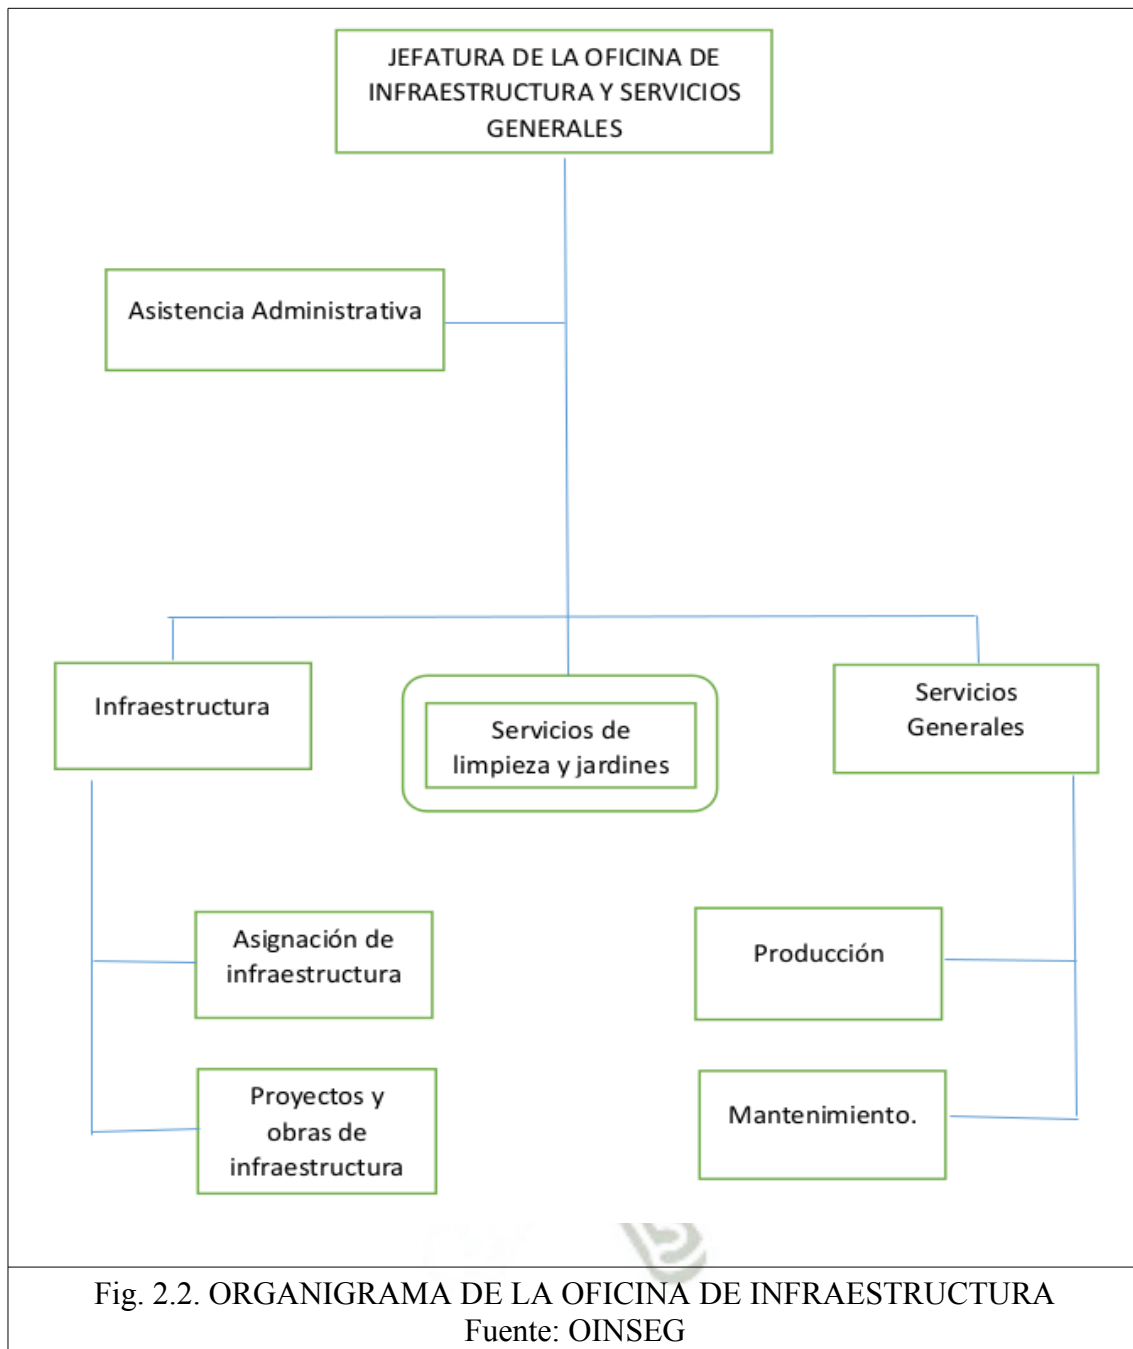 JEFATURA DE LA OFICINA DE
INFRAESTRUCTURA Y SERVICIOS
GENERALES
Asistencia Administrativa
Infraestructura
Servicios de
limpieza y jardines
Servicios
Generales
Asignación de
infraestructura
Producción
Proyectos y
obras de
infraestructura
Mantenimiento.
Fig. 2.2. ORGANIGRAMA DE LA OFICINA DE INFRAESTRUCTURA
Fuente: OINSEG